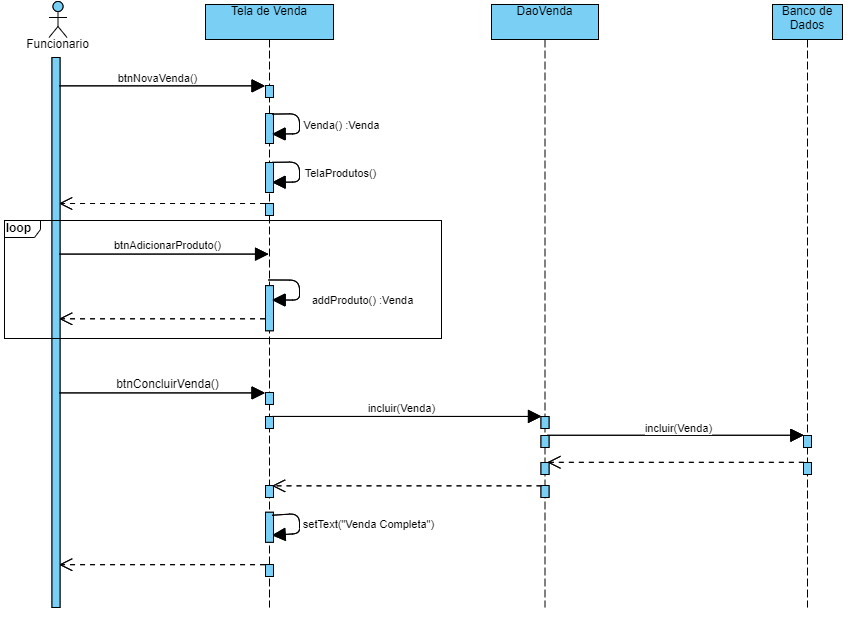 Tela de Venda
DaoVenda
Banco de
Dados
Funcionario
btnNovaVenda()
Venda() :Venda
TelaProdutos()
loop
btnAdicionarProduto()
addProduto() :Venda
btnConcluirVenda()
incluir(Venda)
incluir(Venda)
setText("Venda Completa")